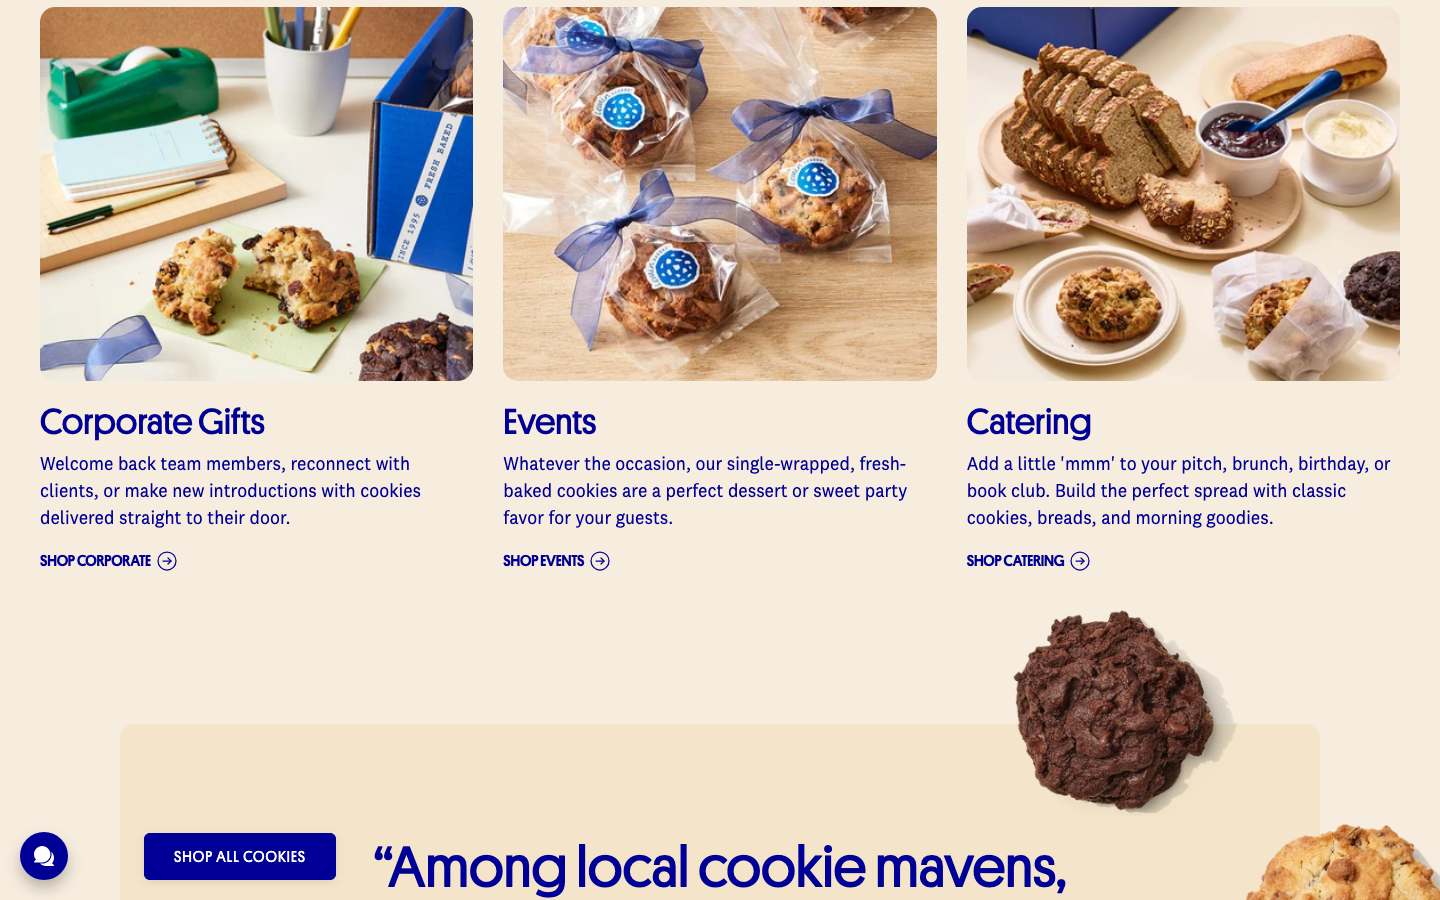 SINCE 1995 FRESH BAKED
Corporate Gifts
Welcome back team members, reconnect with
clients, or make new introductions with cookies
delivered straight to their door.
SHOP CORPORATE
Events
Whatever the occasion, our single-wrapped, fresh-
baked cookies are a perfect dessert or sweet party
favor for your guests.
SHOP EVENTS
Catering
Add a little 'mmm' to your pitch, brunch, birthday, or
book club. Build the perfect spread with classic
cookies, breads, and morning goodies.
SHOP CATERING
SHOP ALL COOKIES
“Among local cookie mavens,